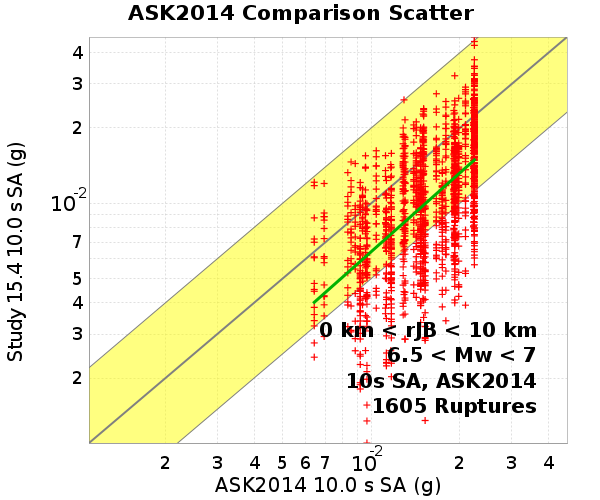 ASK2014 Comparison Scatter
Study 15.4 10.0 s SA (g)
4
3
2
10-2
7
5
4
3
2
0 km < rJB < 10 km
6.5 < Mw < 7
10s SA, ASK2014
1605 Ruptures
2 3 4 5 6 7 10-2 2 3 4
ASK2014 10.0 s SA (g)